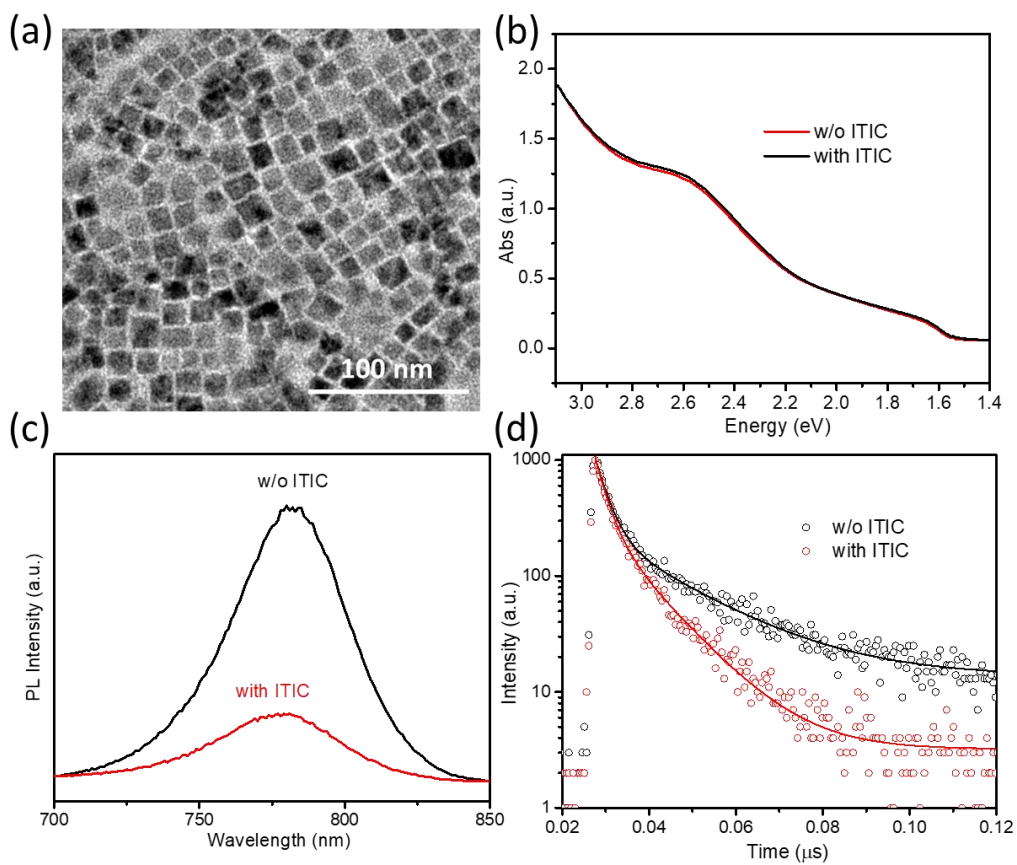 (a)
100 nm
(b)
2.0
1.5
1.0
0.5
0.0
Abs (a.u.)
w/o ITIC
with ITIC
3.0 2.8 2.6 2.4 2.2 2.0 1.8 1.6 1.4
Energy (eV)
(c)
PL Intensity (a.u.)
w/o ITIC
with ITIC
700 750 800 850
Wavelength (nm)
(d)
1000
100
10
1
Intensity (a.u.)
w/o ITIC
with ITIC
0.02 0.04 0.06 0.08 0.10 0.12
Time (μs)